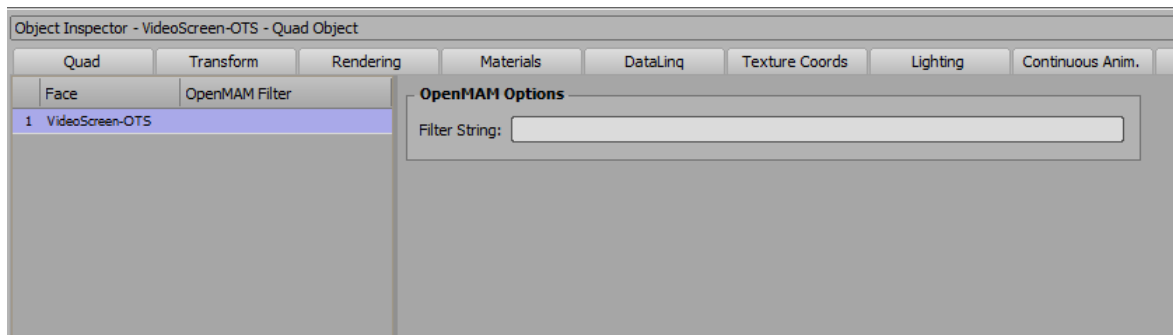 Object Inspector - VideoScreen-OTS - Quad Object
Quad Transform Rendering Materials DataLinq Texture Coords Lighting Continuous Anim.
Face OpenMAM Filter
1 VideoScreen-OTS
OpenMAM Options
Filter String: